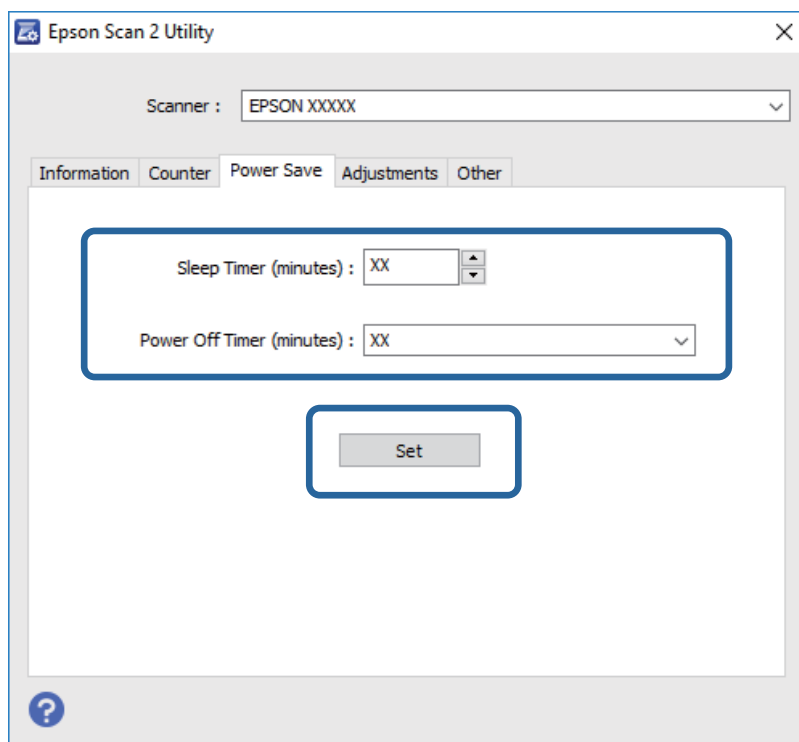 Epson Scan 2 Utility
Scanner : EPSON XXXXX
Information Counter Power Save Adjustments Other
Sleep Timer (minutes) : XX
Power Off Timer (minutes) : XX
Set
?